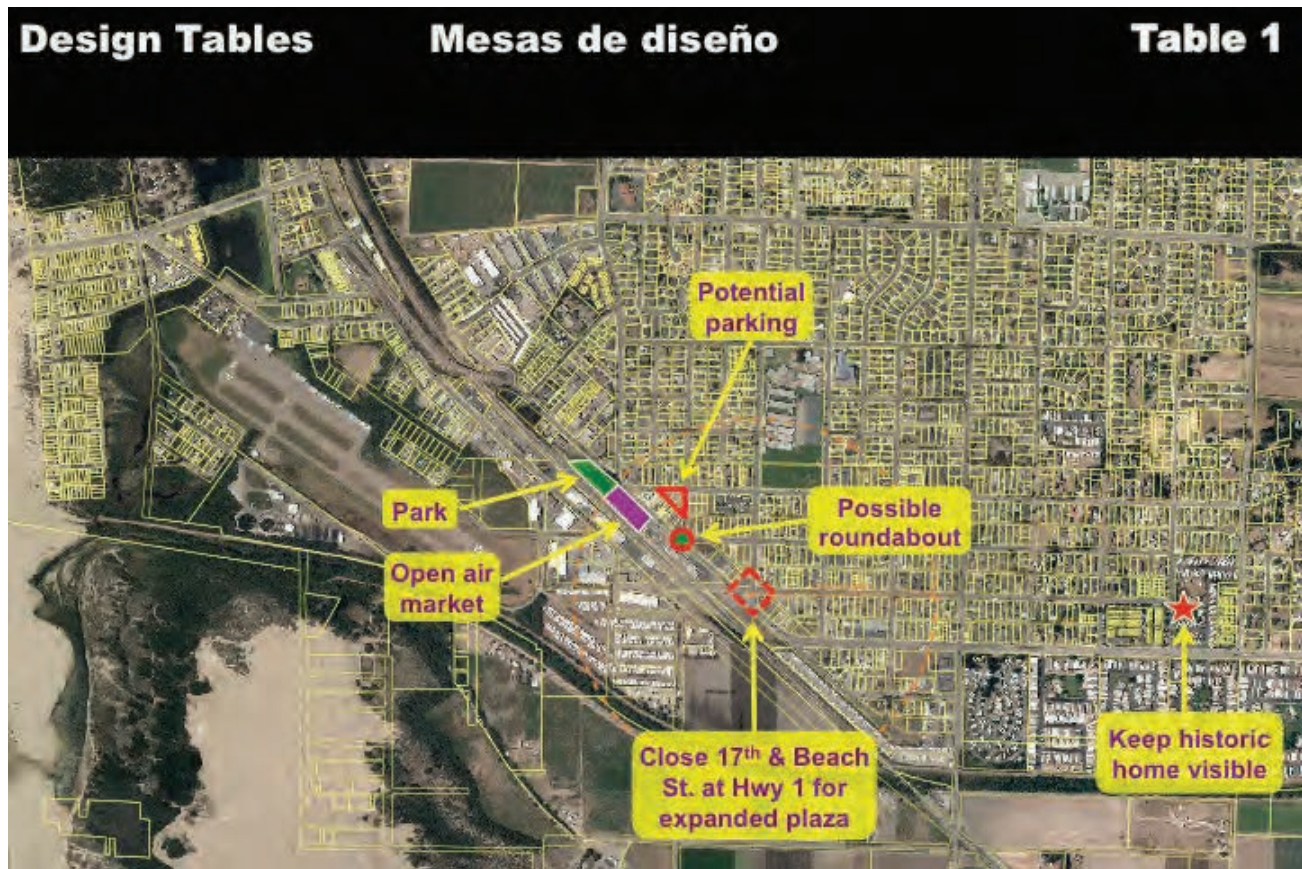 Design Tables
Mesas de diseño
Table 1
Potential
parking
Park
Possible
roundabout
Open air
market
Close 17th & Beach
St. at Hwy 1 for
expanded plaza
Keep historic
home visible